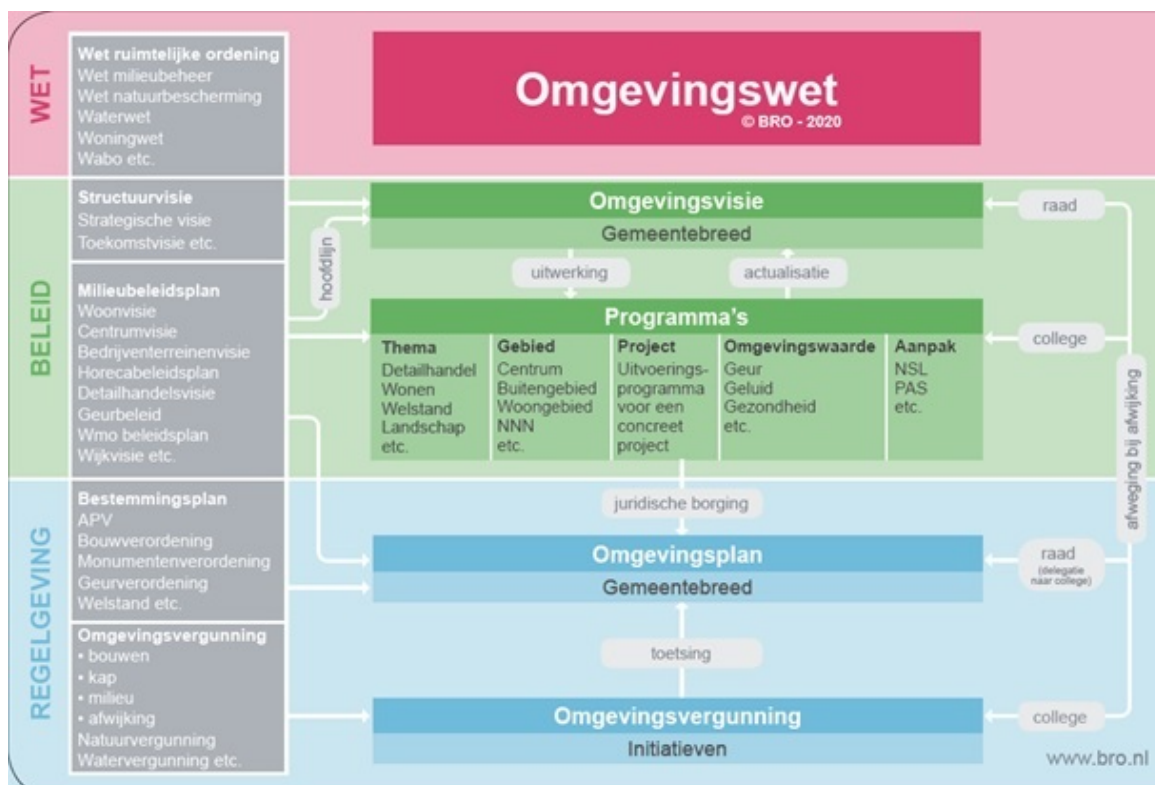 WET
Wet ruimtelijke ordening
Wet milieubeheer
Wet natuurbescherming
Waterwet
Woningwet
Wabo etc.
Omgevingswet
© BRO - 2020
BELEID
Structuurvisie
Strategische visie
Toekomstvisie etc.
Milieubeleidsplan
Woonvisie
Centrumvisie
Bedrijventerreinenvisie
Horecabeleidsplan
Detailhandelsvisie
Geurbeleid
Wmo beleidsplan
Wijkvisie etc.
hoofdlijn
Omgevingsvisie
Gemeentebreed
raad
uitwerking
actualisatie
Programma's
college
Thema
Detailhandel
Wonen
Welstand
Landschap
etc.
Gebied
Centrum
Buitengebied
Woongebied
NNN
etc.
Project
Uitvoerings-
programma
voor een
concreet
project
Omgevingswaarde
Geur
Geluid
Gezondheid
etc.
Aanpak
NSL
PAS
etc.
afweging bij afwijking
REGELGEVING
Bestemmingsplan
APV
Bouwverordening
Monumentenverordening
Geurverordening
Welstand etc.
Omgevingsvergunning
• bouwen
• kap
• milieu
• afwijking
Natuurvergunning
Watervergunning etc.
juridische borging
Omgevingsplan
Gemeentebreed
raad
(delegatie
naar college)
toetsing
Omgevingsvergunning
Initiatieven
college
www.bro.nl